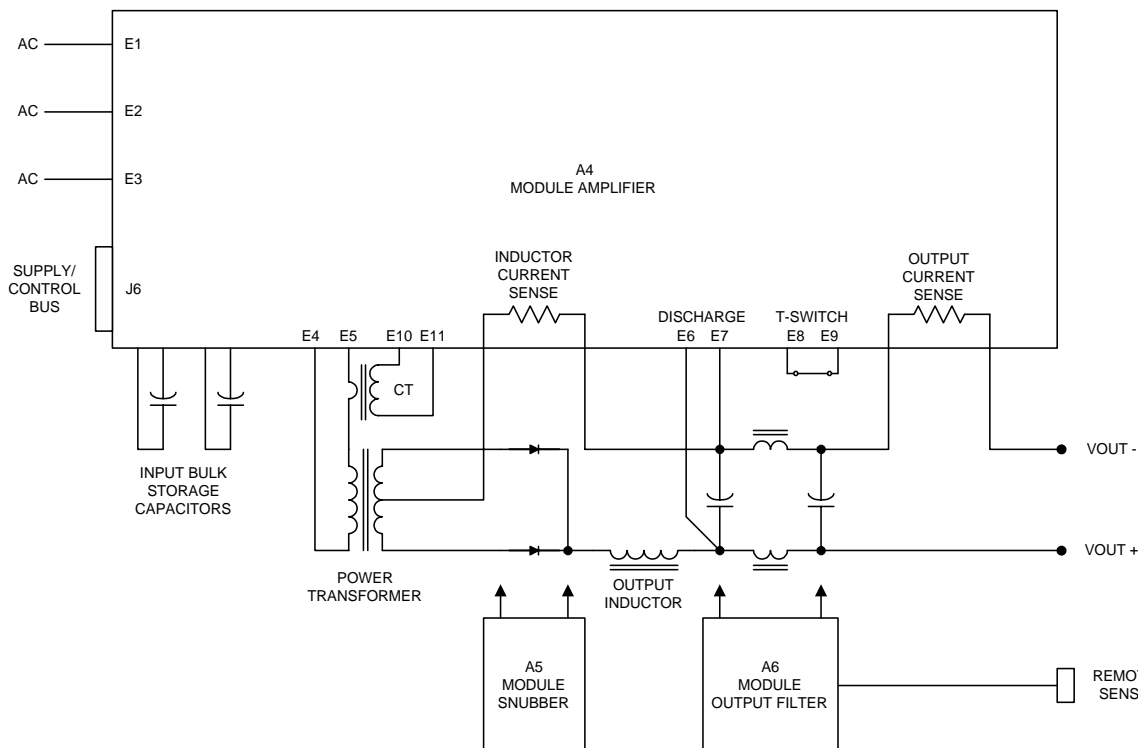 AC
E1
AC
E2
AC
E3
A4
MODULE AMPLIFIER
SUPPLY/
CONTROL
BUS
J6
INDUCTOR
CURRENT
SENSE
OUTPUT
CURRENT
SENSE
DISCHARGE
T-SWITCH
E4
E5
E10
E11
E6
E7
E8
E9
CT
VOUT -
INPUT BULK
STORAGE
CAPACITORS
VOUT +
POWER
TRANSFORMER
OUTPUT
INDUCTOR
A5
MODULE
SNUBBER
A6
MODULE
OUTPUT FILTER
REMO
SENS